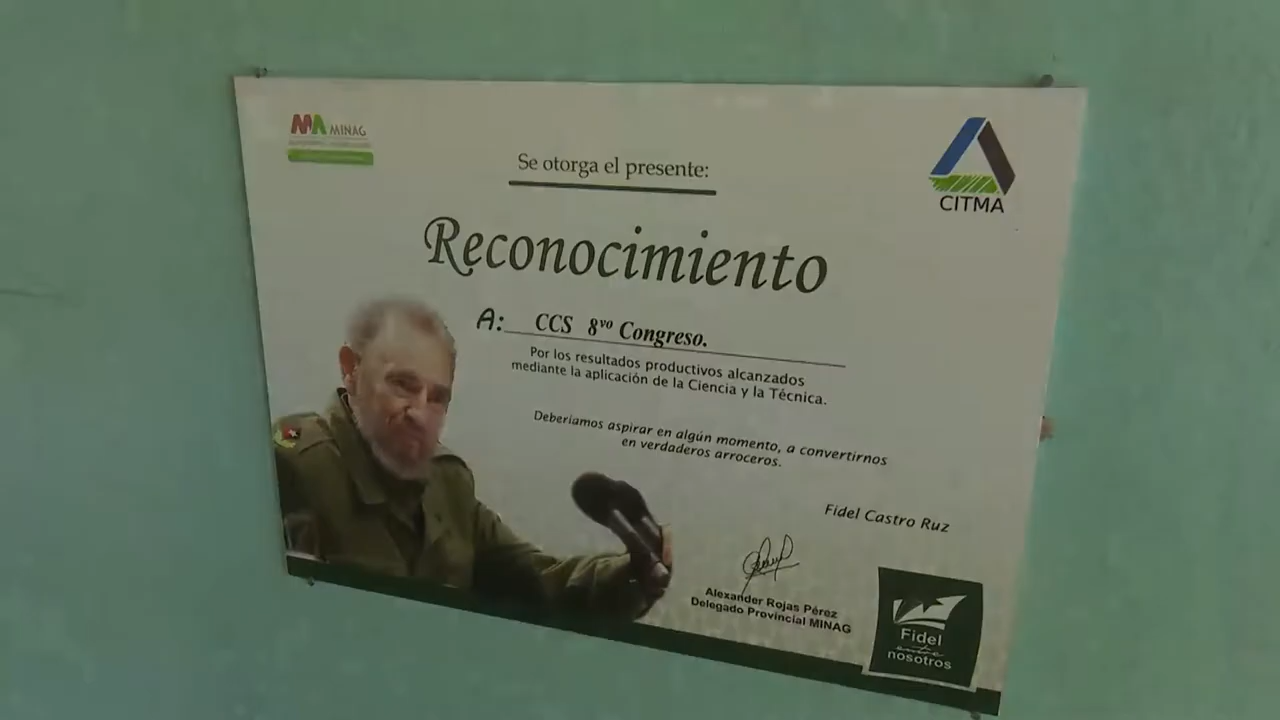 MINAG
CITMA
Se otorga el presente:
Reconocimiento
A: CCS 8vo Congreso.
Por los resultados productivos alcanzados
mediante la aplicación de la Ciencia y la Técnica.
Deberíamos aspirar en algún momento, a convertirnos
en verdaderos arroceros.
Fidel Castro Ruz
Alexander Rojas Pérez
Delegado Provincial MINAG
Fidel
entre
nosotros